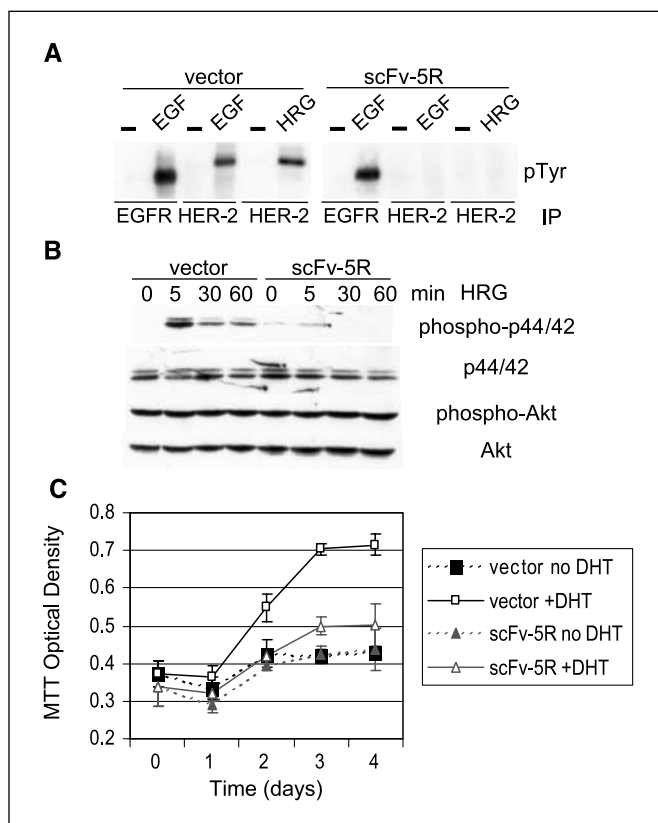 A
vector scFv-5R
– EGF – EGF – HRG – EGF – EGF – HRG
pTyr
EGFR HER-2 HER-2 EGFR HER-2 HER-2 IP
B
vector scFv-5R
0 5 30 60 0 5 30 60 min HRG
phospho-p44/42
p44/42
phospho-Akt
Akt
C
0.8
0.7
0.6
0.5
0.4
0.3
0.2
MTT Optical Density
0 1 2 3 4
Time (days)
vector no DHT
vector +DHT
scFv-5R no DHT
scFv-5R +DHT